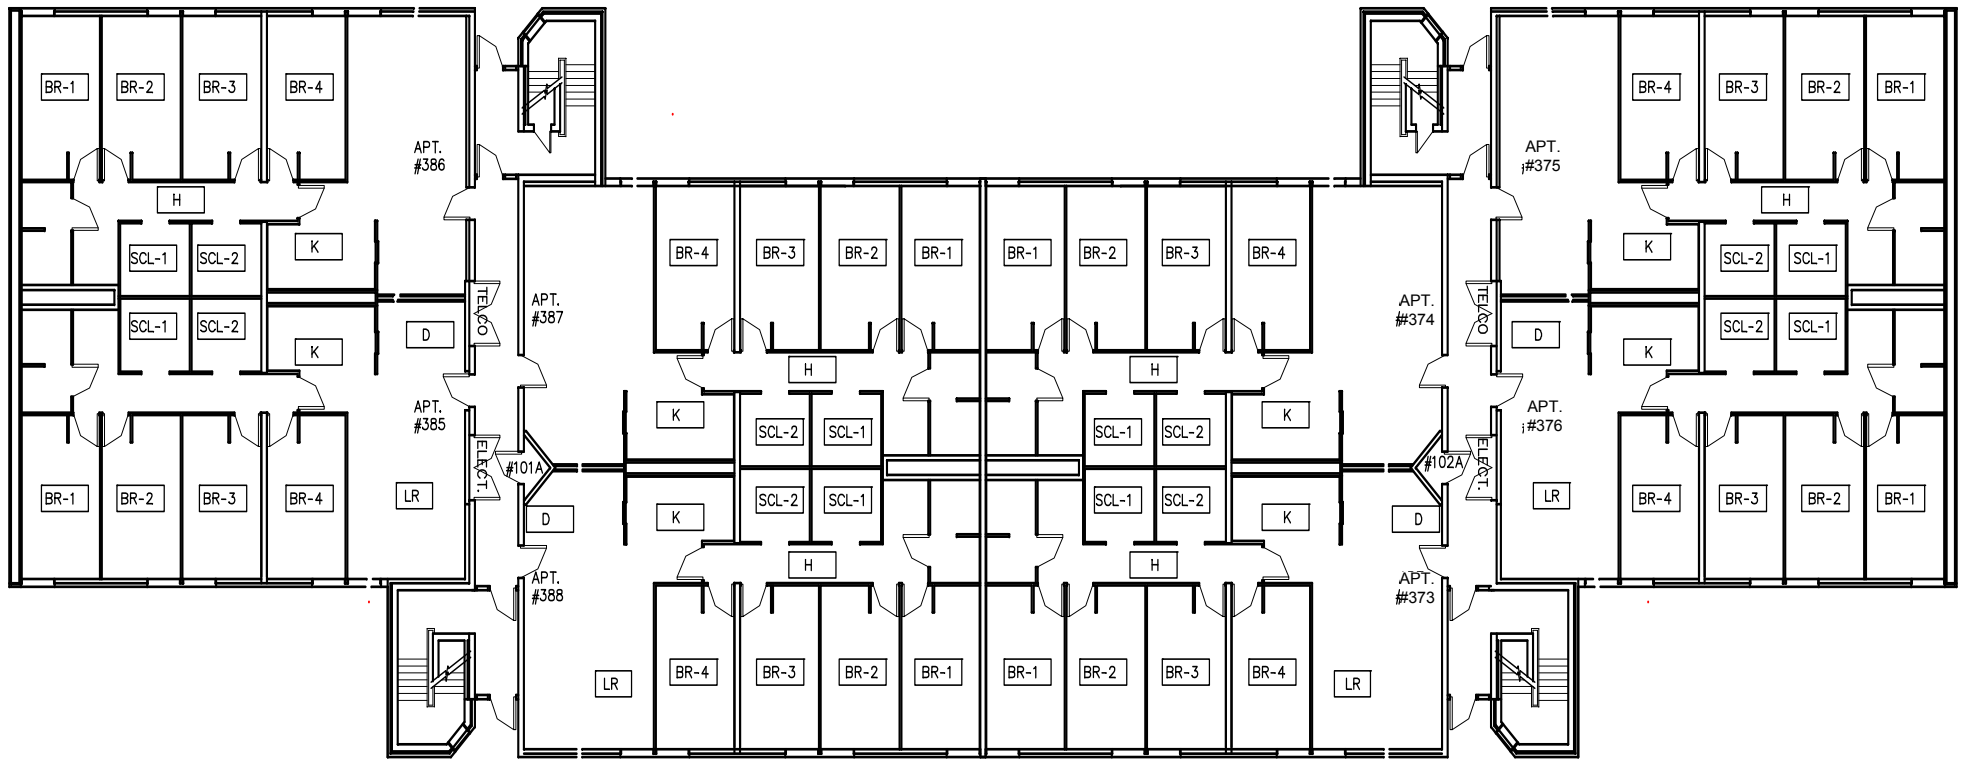 BR-1
BR-2
BR-3
BR-4
BR-4
BR-3
BR-2
BR-1
APT.
#386
APT.
#375
H
H
K
SCL-1
SCL-2
K
SCL-2
SCL-1
BR-4
BR-3
BR-2
BR-1
BR-1
BR-2
BR-3
BR-4
TELCO
APT.
#387
APT.
#374
TELCO
SCL-1
SCL-2
K
D
D
K
SCL-2
SCL-1
H
H
APT.
#385
APT.
#376
K
SCL-2
SCL-1
SCL-1
SCL-2
K
ELECT.
#101A
#102A
ELECT.
BR-1
BR-2
BR-3
BR-4
LR
LR
BR-4
BR-3
BR-2
BR-1
D
K
SCL-2
SCL-1
SCL-1
SCL-2
K
D
H
H
APT.
#388
APT.
#373
LR
BR-4
BR-3
BR-2
BR-1
BR-1
BR-2
BR-3
BR-4
LR